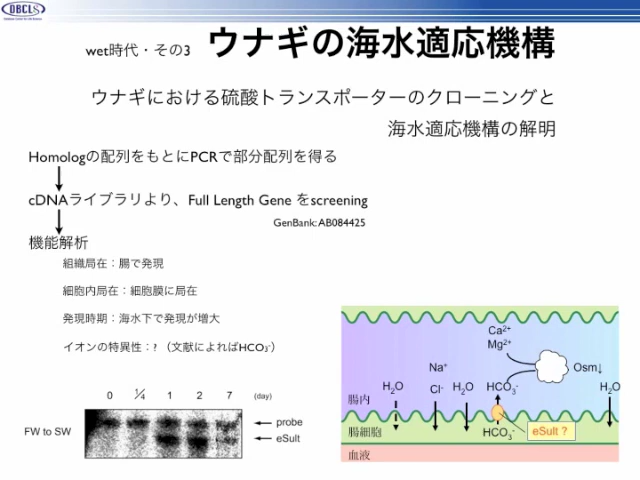 DBCLS
wet時代・その3 ウナギの海水適応機構
ウナギにおける硫酸トランスポーターのクローニングと
海水適応機構の解明
Homologの配列をもとにPCRで部分配列を得る
cDNAライブラリより、Full Length Gene をscreening
GenBank: AB084425
機能解析
組織局在：腸で発現
細胞内局在：細胞膜に局在
発現時期：海水下で発現が増大
イオンの特異性：? （文献によればHCO3-）
0 1⁄4 1 2 7 (day)
FW to SW
probe
eSult
Ca2+
Mg2+
Na+
Osm↓
H2O Cl- H2O HCO3- H2O
腸内
腸細胞 HCO3- eSult ?
血液